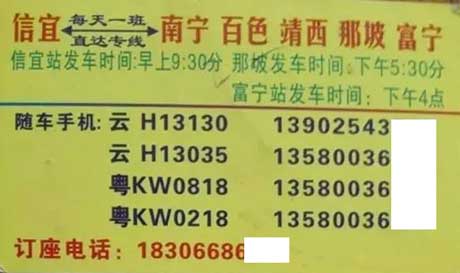 信宜 每天一班 直达专线 南宁 百色 靖西 那坡 富宁
信宜站发车时间:早上9:30分 那坡发车时间:下午5:30分
富宁站发车时间:下午4点
随车手机:云 H13130 13902543
云 H13035 13580036
粤KW0818 13580036
粤KW0218 13580036
订座电话:18306686